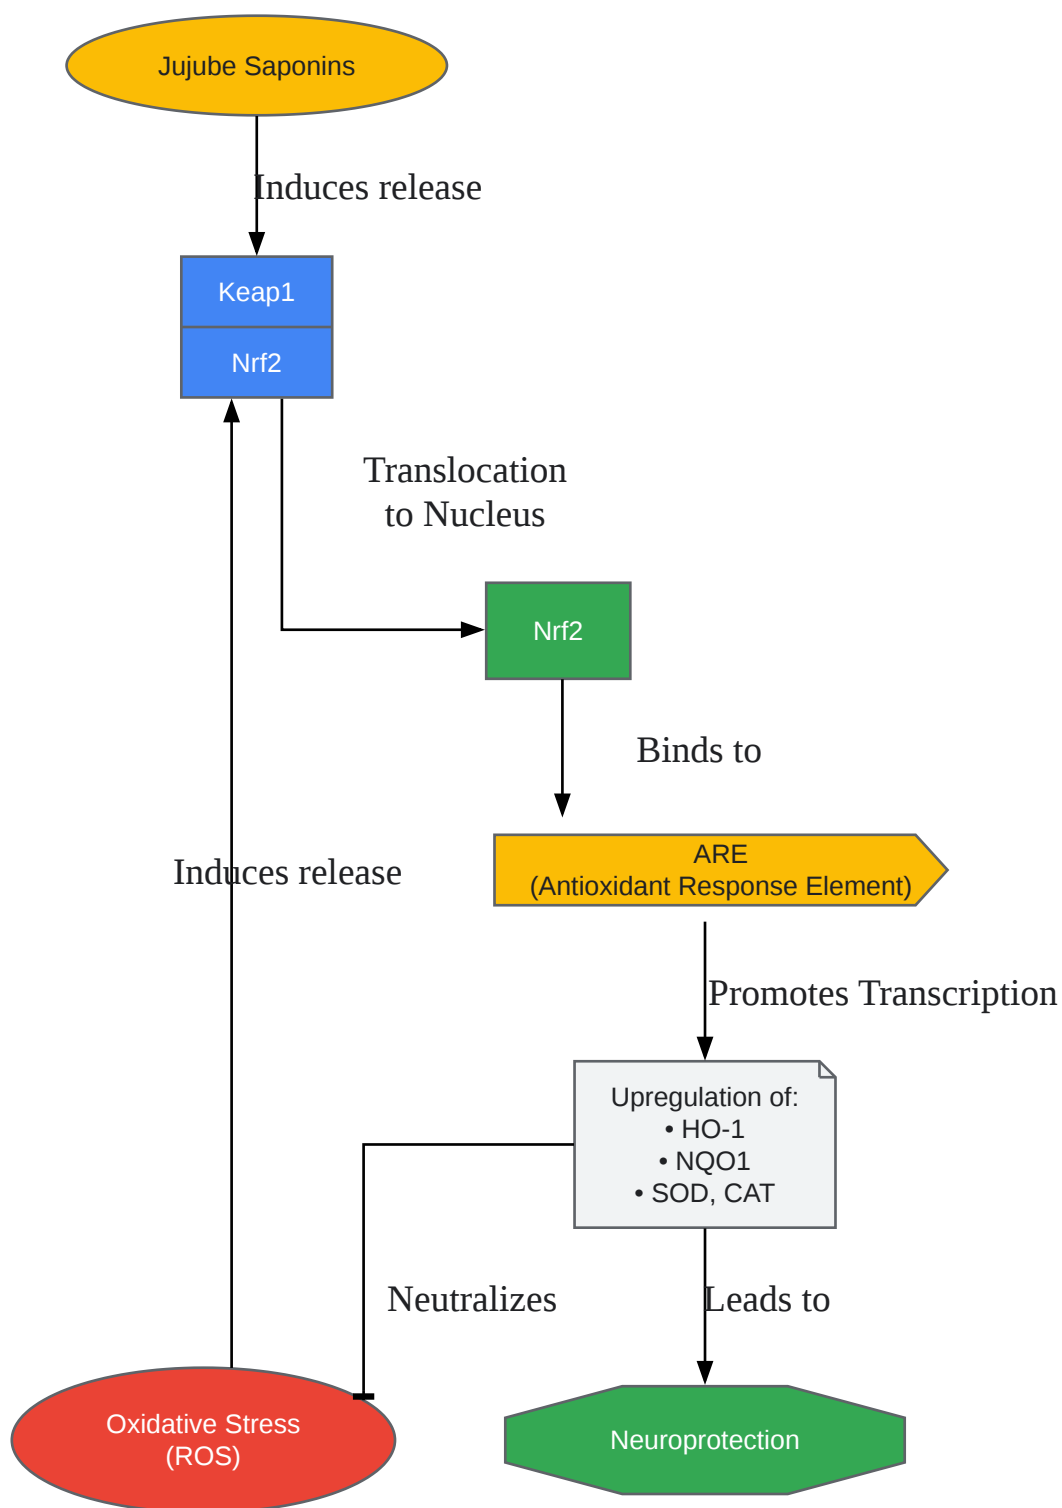 Jujube Saponins
Induces release
Keap1
Nrf2
Translocation
to Nucleus
Nrf2
Binds to
Induces release
ARE
(Antioxidant Response Element)
Promotes Transcription
Upregulation of:
• HO-1
• NQO1
• SOD, CAT
Neutralizes
Leads to
Oxidative Stress
(ROS)
Neuroprotection